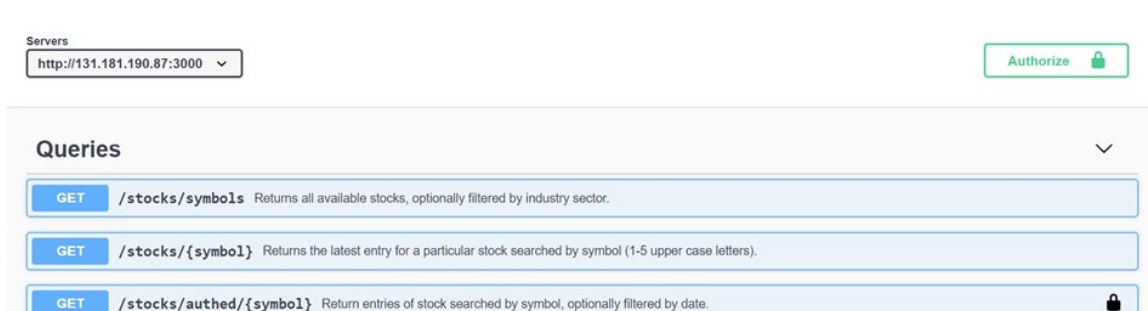 Servers
http://131.181.190.87:3000
Authorize
Queries
GET /stocks/symbols Returns all available stocks, optionally filtered by industry sector.
GET /stocks/{symbol} Returns the latest entry for a particular stock searched by symbol (1-5 upper case letters).
GET /stocks/authed/{symbol} Return entries of stock searched by symbol, optionally filtered by date.